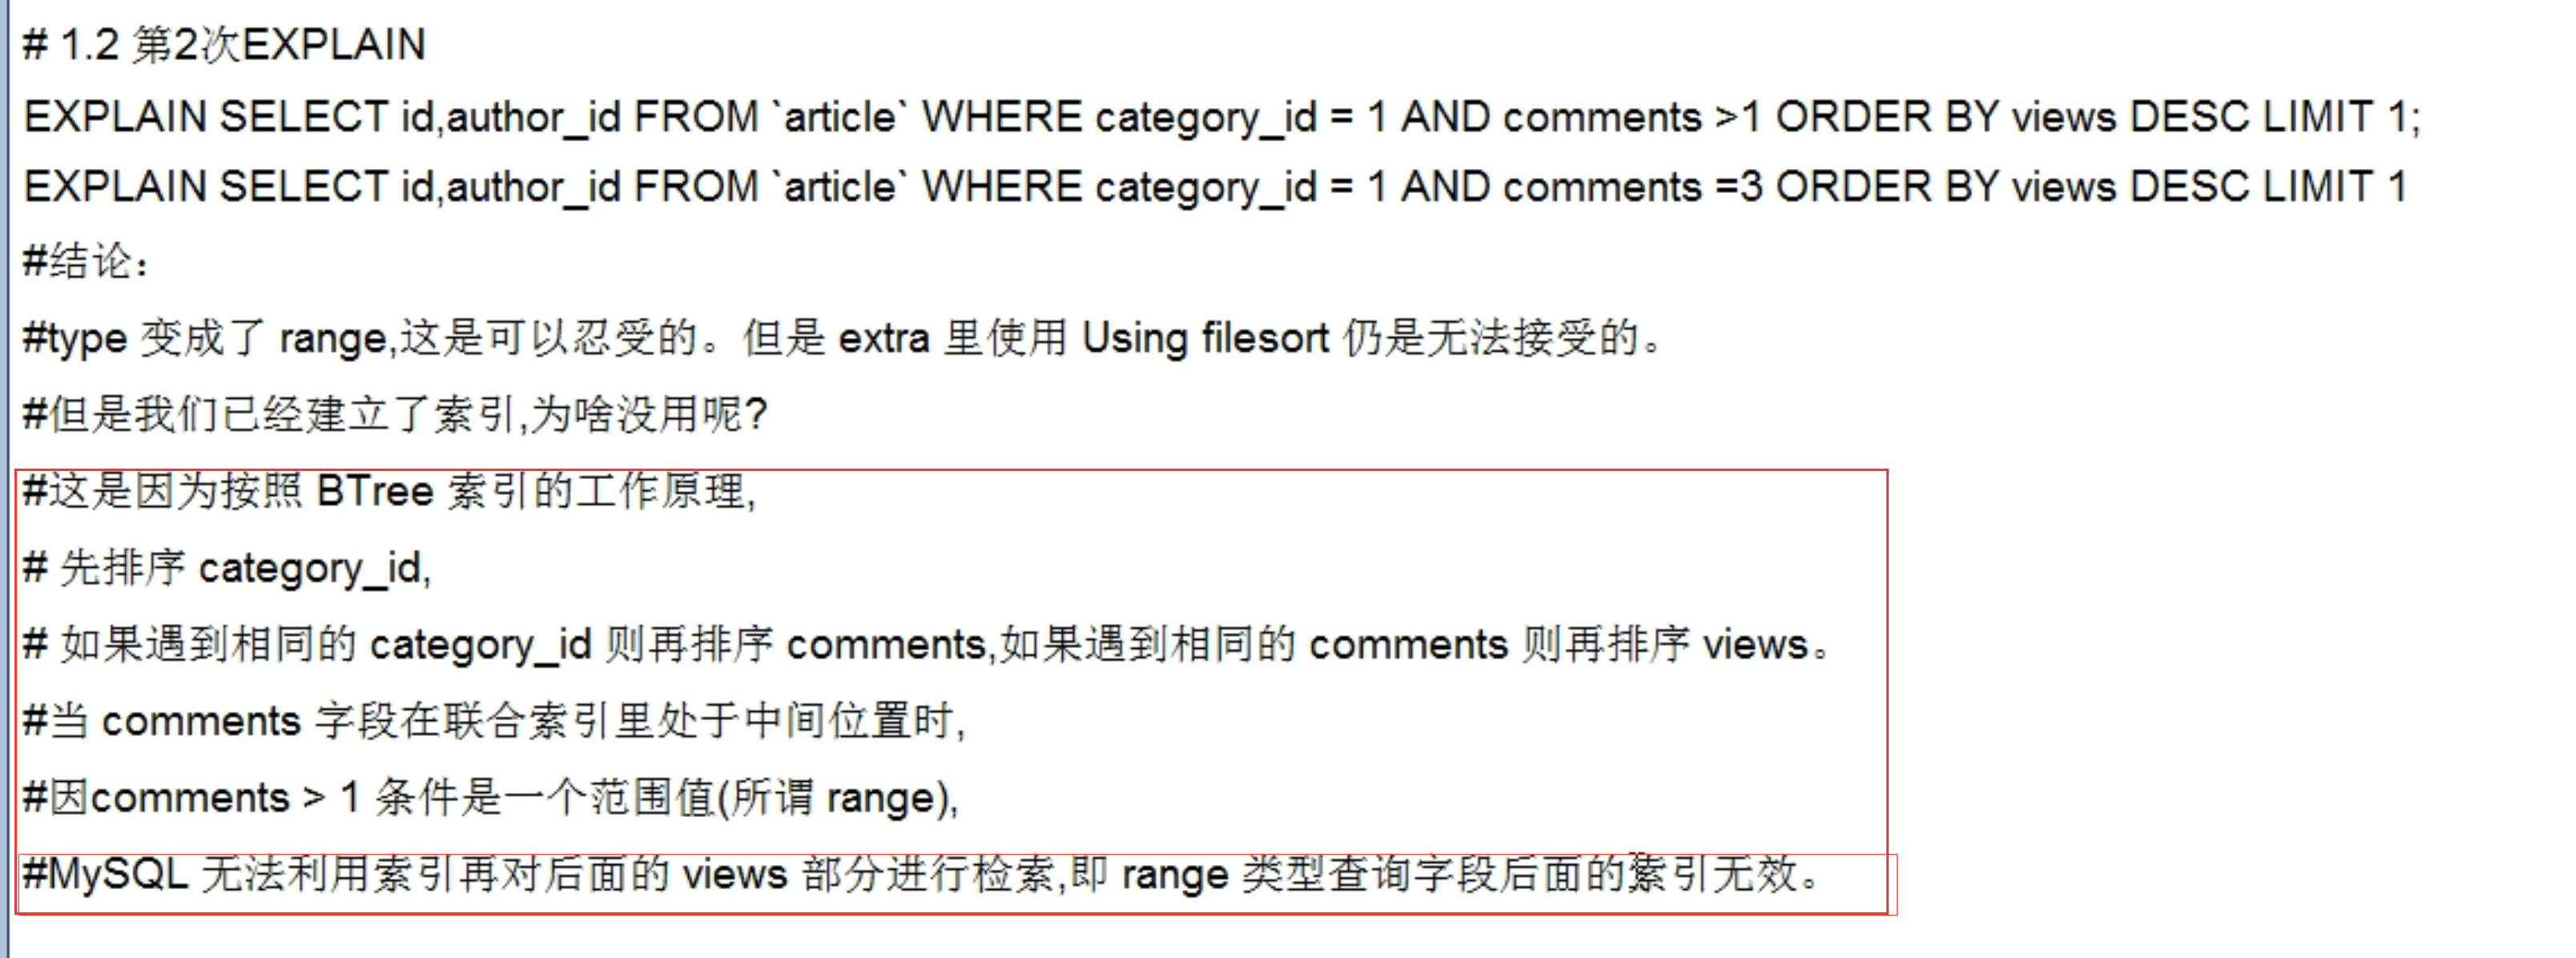 # 1.2 第2次EXPLAIN
EXPLAIN SELECT id,author_id FROM `article` WHERE category_id = 1 AND comments >1 ORDER BY views DESC LIMIT 1;
EXPLAIN SELECT id,author_id FROM `article` WHERE category_id = 1 AND comments =3 ORDER BY views DESC LIMIT 1
#结论：
#type 变成了 range,这是可以忍受的。但是 extra 里使用 Using filesort 仍是无法接受的。
#但是我们已经建立了索引,为啥没用呢?
#这是因为按照 BTree 索引的工作原理,
# 先排序 category_id,
# 如果遇到相同的 category_id 则再排序 comments,如果遇到相同的 comments 则再排序 views。
#当 comments 字段在联合索引里处于中间位置时,
#因comments > 1 条件是一个范围值(所谓 range),
#MySQL 无法利用索引再对后面的 views 部分进行检索,即 range 类型查询字段后面的索引无效。